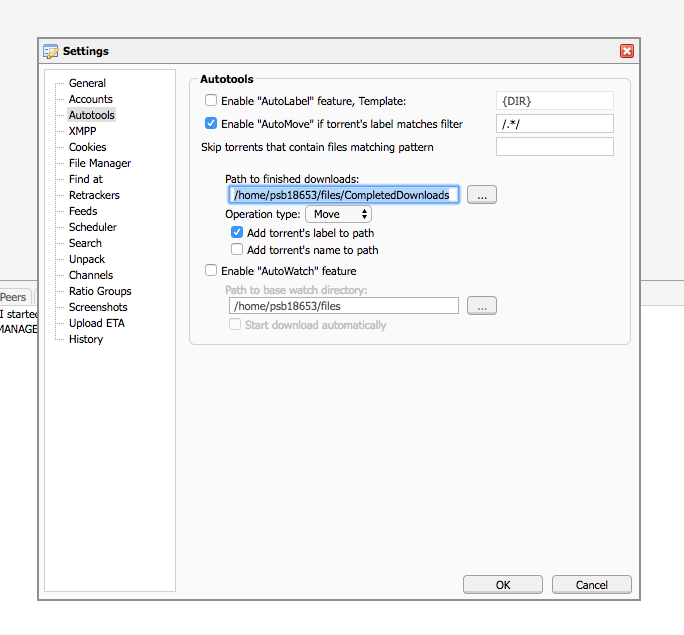 Settings
General
Accounts
Autotools
XMPP
Cookies
File Manager
Find at
Retrackers
Feeds
Scheduler
Search
Unpack
Channels
Ratio Groups
Screenshots
Upload ETA
History
Autotools
Enable "AutoLabel" feature, Template: {DIR}
Enable "AutoMove" if torrent's label matches filter /.*/
Skip torrents that contain files matching pattern
Path to finished downloads:
/home/psb18653/files/CompletedDownloads ...
Operation type: Move
Add torrent's label to path
Add torrent's name to path
Enable "AutoWatch" feature
Path to base watch directory:
/home/psb18653/files ...
Start download automatically
OK Cancel
Peers
I started
MANAGE